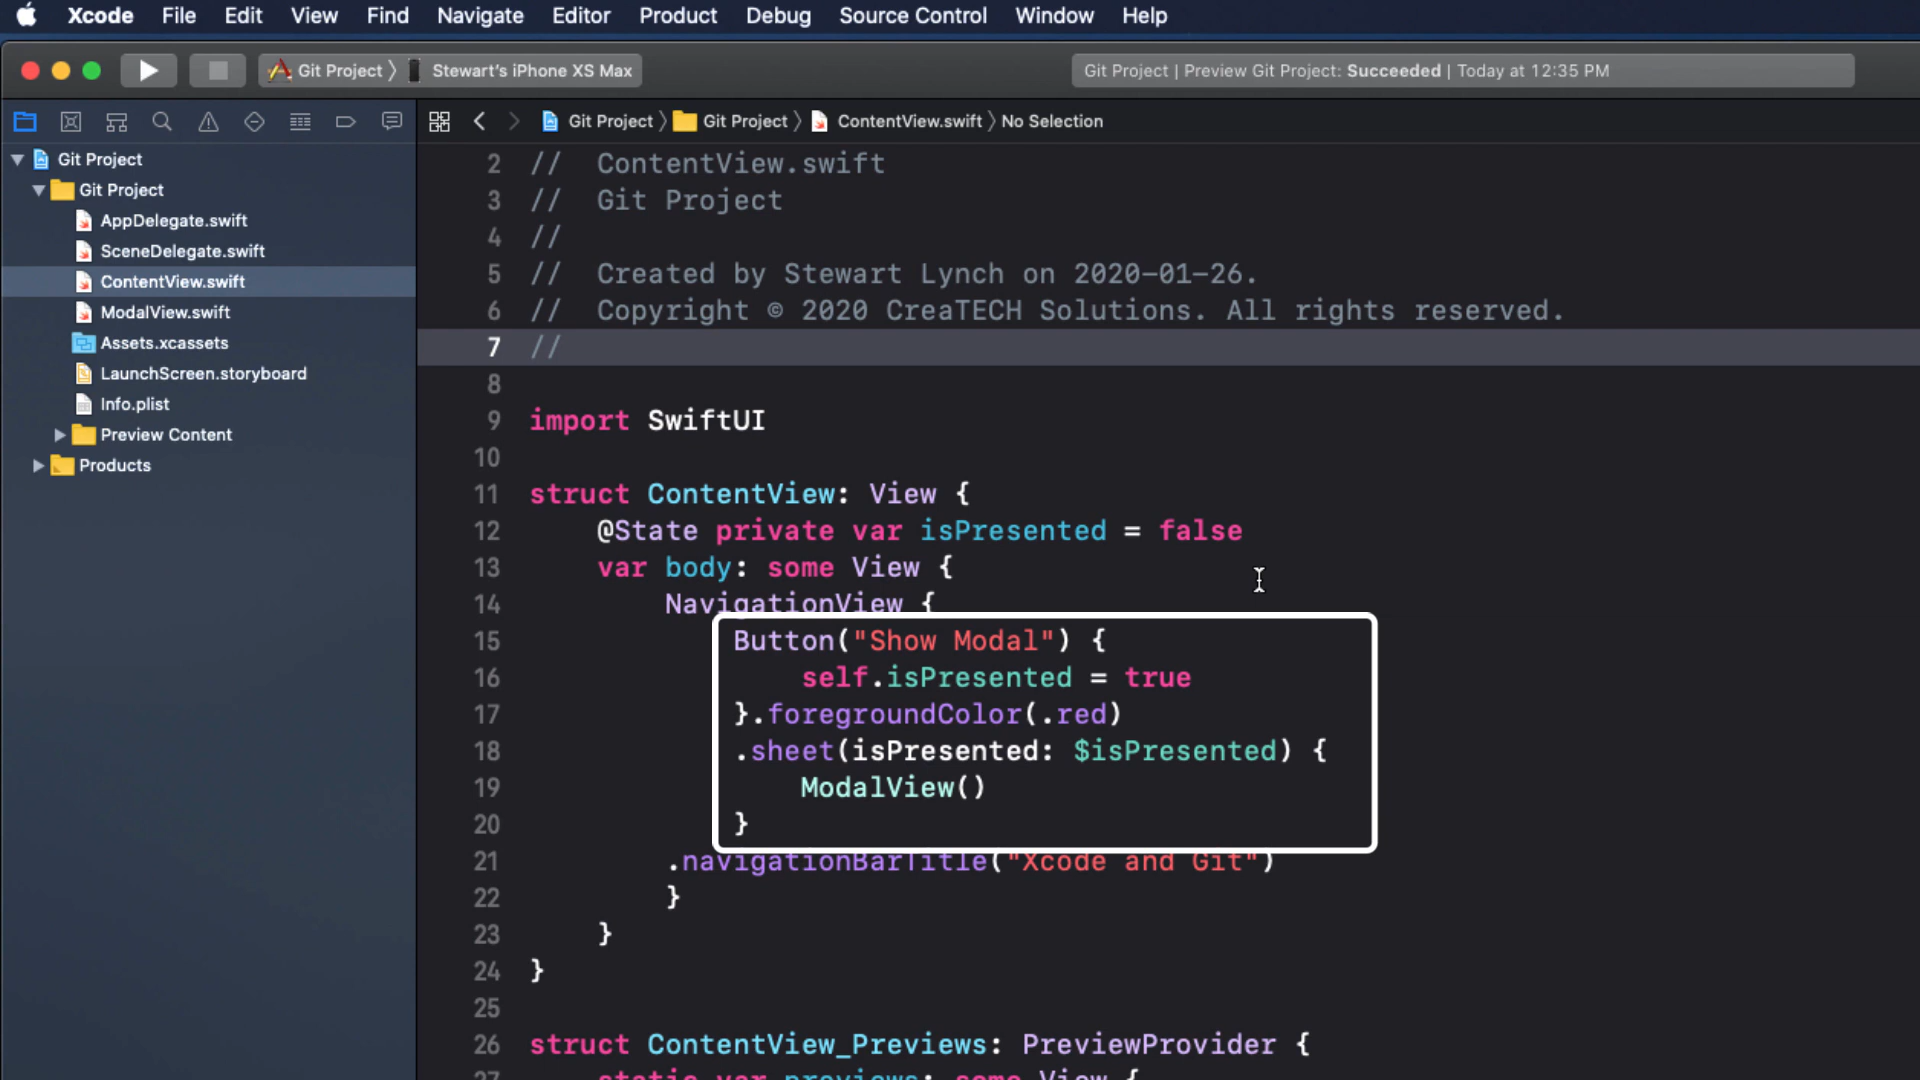 Xcode File Edit View Find Navigate Editor Product Debug Source Control Window Help
Git Project Stewart's iPhone XS Max
Git Project | Preview Git Project: Succeeded | Today at 12:35 PM
Git Project Git Project ContentView.swift No Selection
Git Project
Git Project
AppDelegate.swift
SceneDelegate.swift
ContentView.swift
ModalView.swift
Assets.xcassets
LaunchScreen.storyboard
Info.plist
Preview Content
Products
2 //  ContentView.swift
3 //  Git Project
4 //
5 //  Created by Stewart Lynch on 2020-01-26.
6 //  Copyright © 2020 CreaTECH Solutions. All rights reserved.
7 //
8
9 import SwiftUI
10
11 struct ContentView: View {
12     @State private var isPresented = false
13     var body: some View {
14         NavigationView {
15             Button("Show Modal") {
16                 self.isPresented = true
17             }.foregroundColor(.red)
18             .sheet(isPresented: $isPresented) {
19                 ModalView()
20             }
21         .navigationBarTitle("Xcode and Git")
22         }
23     }
24 }
25
26 struct ContentView_Previews: PreviewProvider {
27     static var previews: some View {